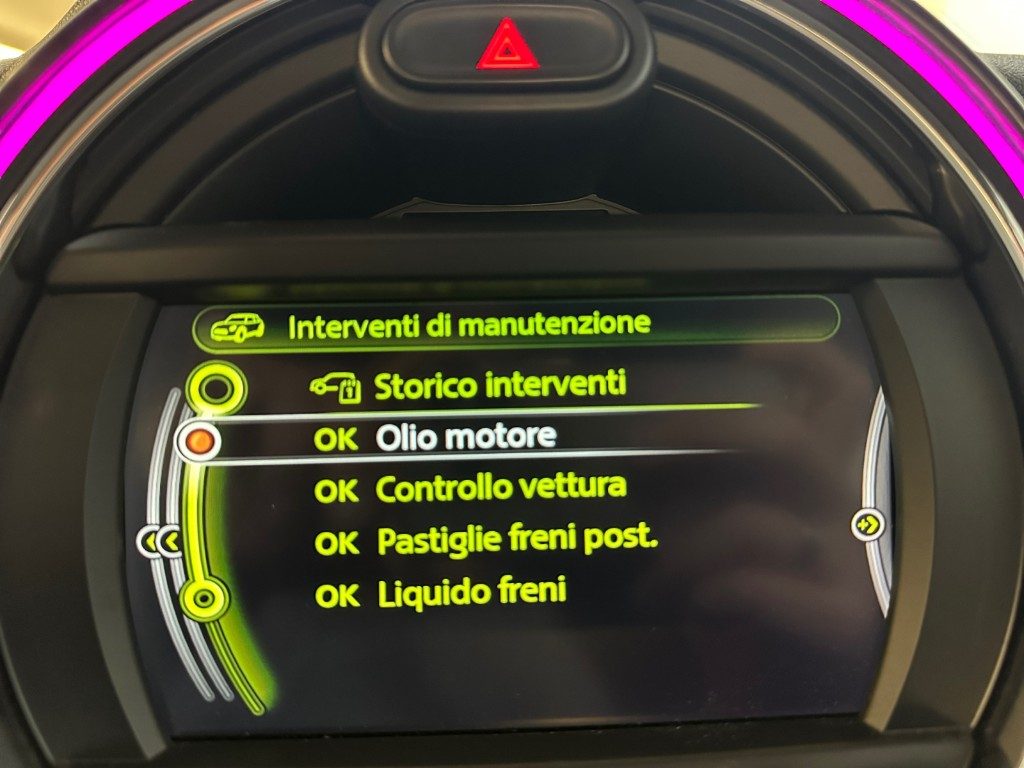 Interventi di manutenzione
Storico interventi
OK Olio motore
OK Controllo vettura
OK Pastiglie freni post.
OK Liquido freni